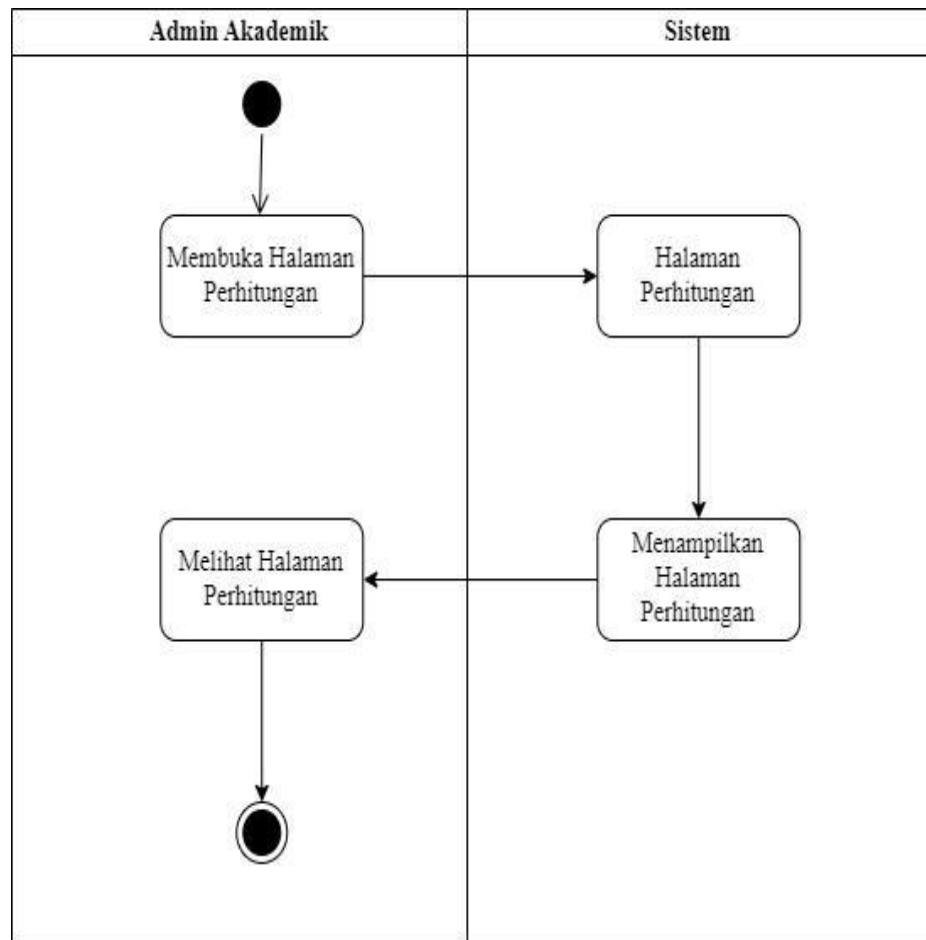 Admin Akademik
Sistem
Membuka Halaman
Perhitungan
Halaman
Perhitungan
Melihat Halaman
Perhitungan
Menampilkan
Halaman
Perhitungan